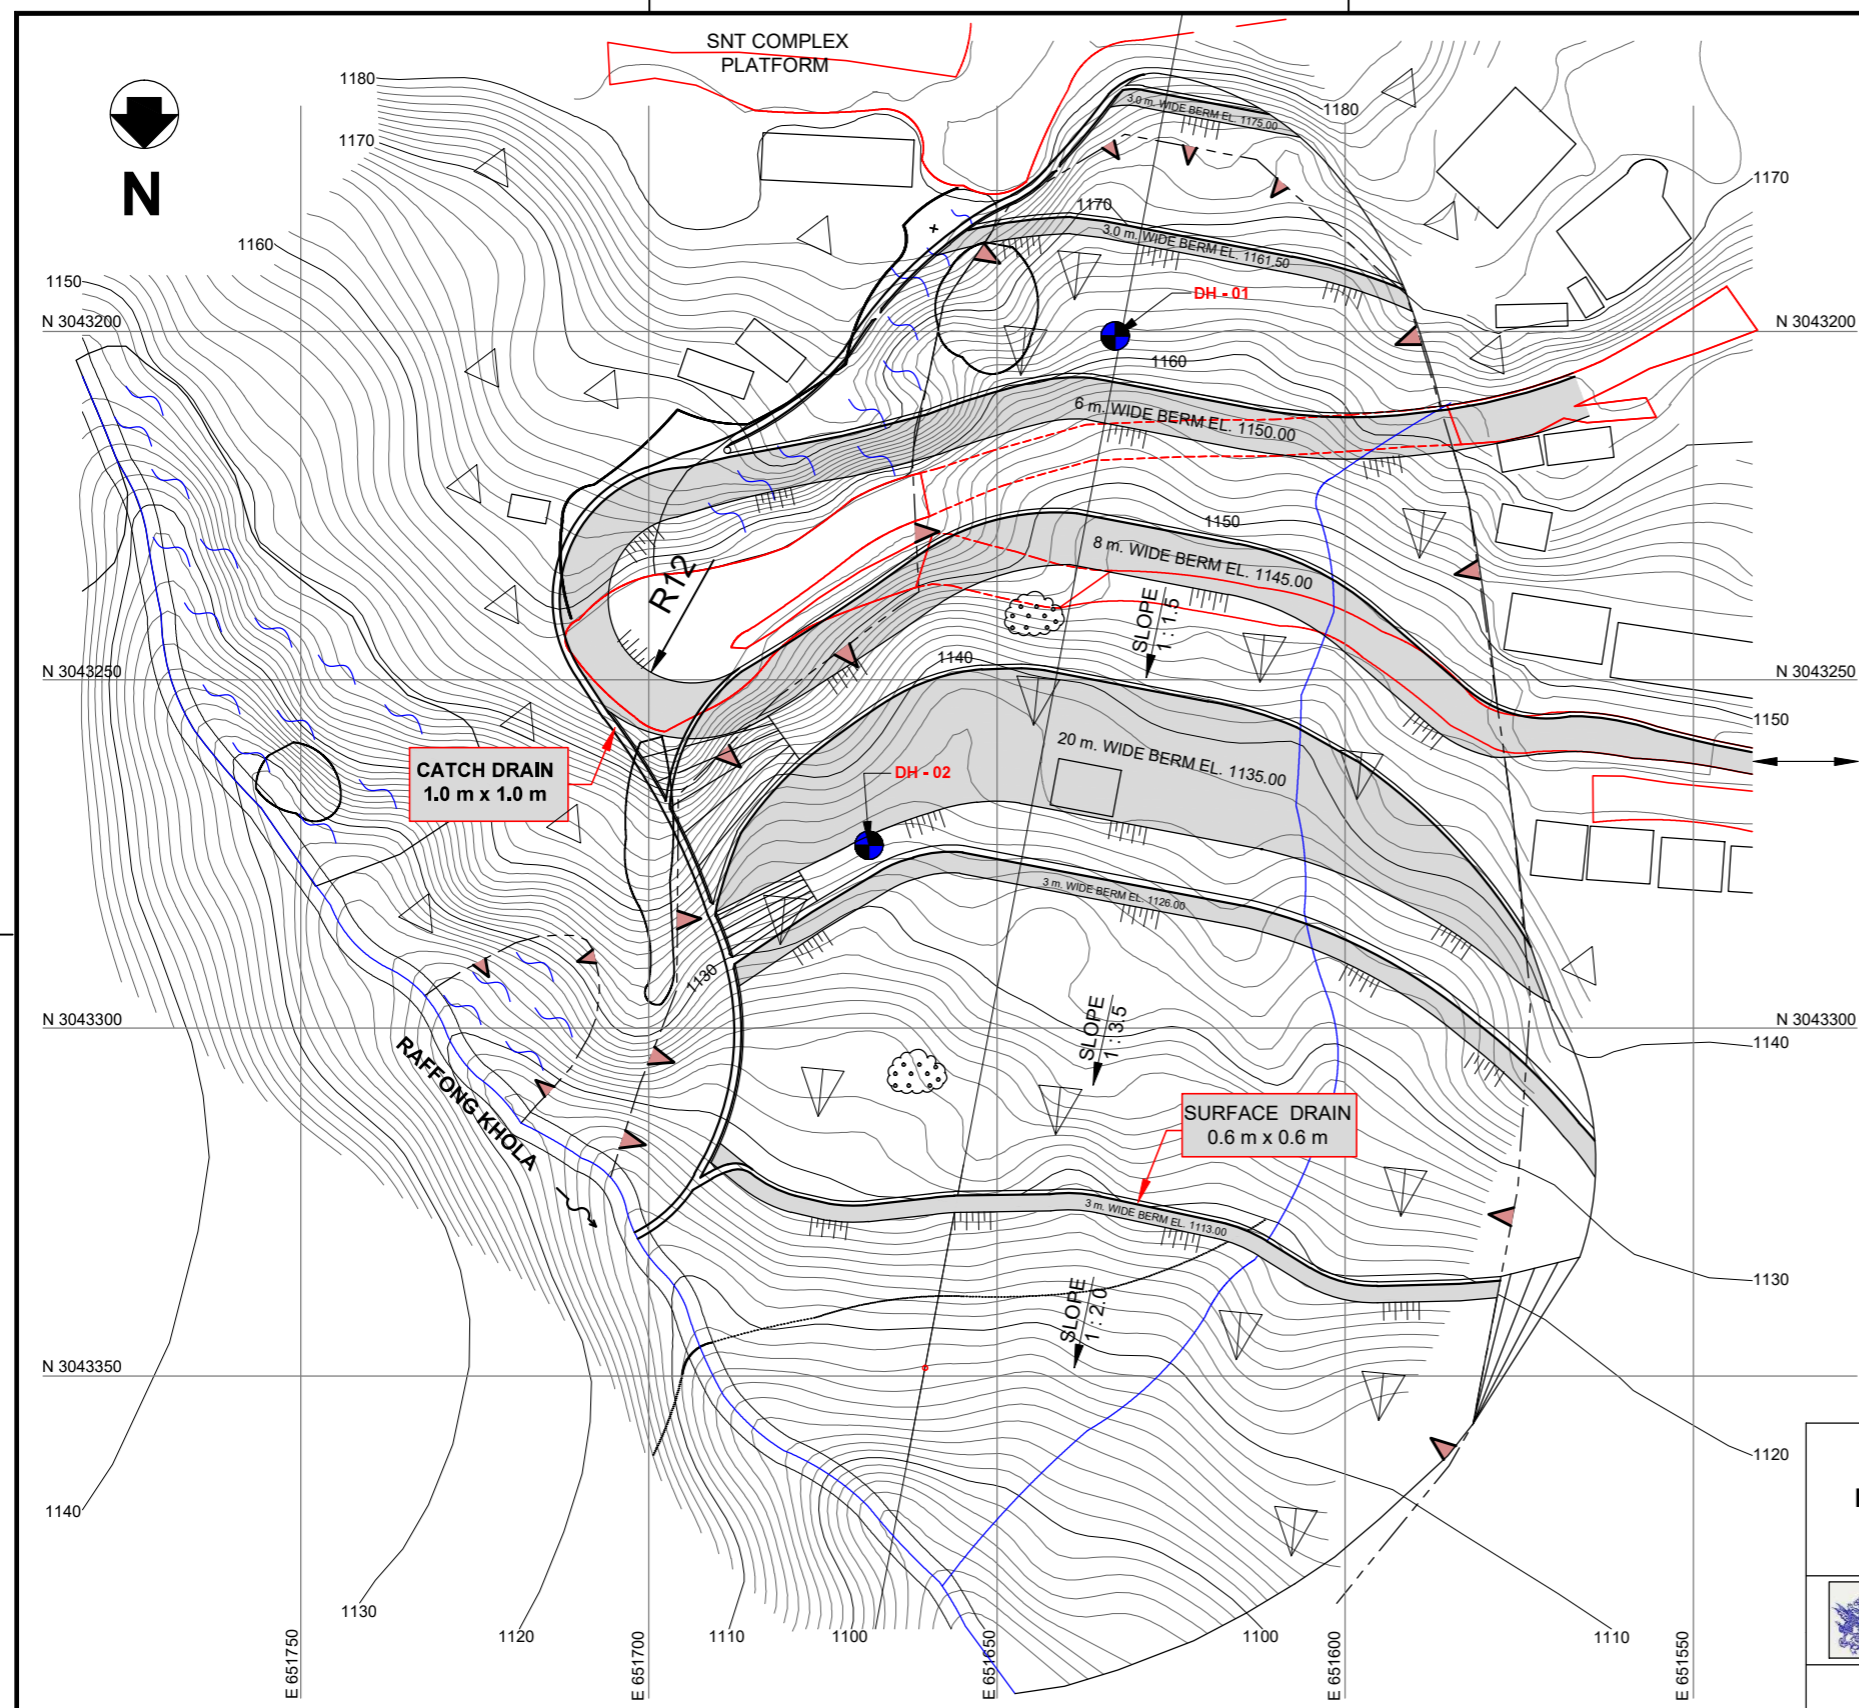 SNT COMPLEX
PLATFORM
1180
1170
1160
1150
N
3.0 m. WIDE BERM EL. 1175.00
1180
1170
1170
3.0 m. WIDE BERM EL. 1161.50
DH - 01
N 3043200
N 3043200
1160
6 m. WIDE BERM EL. 1150.00
1150
R12
8 m. WIDE BERM EL. 1145.00
SLOPE
1 : 1.5
1140
N 3043250
N 3043250
1150
20 m. WIDE BERM EL. 1135.00
CATCH DRAIN
1.0 m x 1.0 m
DH - 02
3 m. WIDE BERM EL. 1126.00
1130
SLOPE
1 : 3.5
N 3043300
N 3043300
1140
RAFFONG KHOLA
SURFACE DRAIN
0.6 m x 0.6 m
3 m. WIDE BERM EL. 1113.00
SLOPE
1 : 2.0
1130
N 3043350
1120
1140
1130
1120
1110
1100
1100
1110
E 651750
E 651700
E 651650
E 651600
E 651550